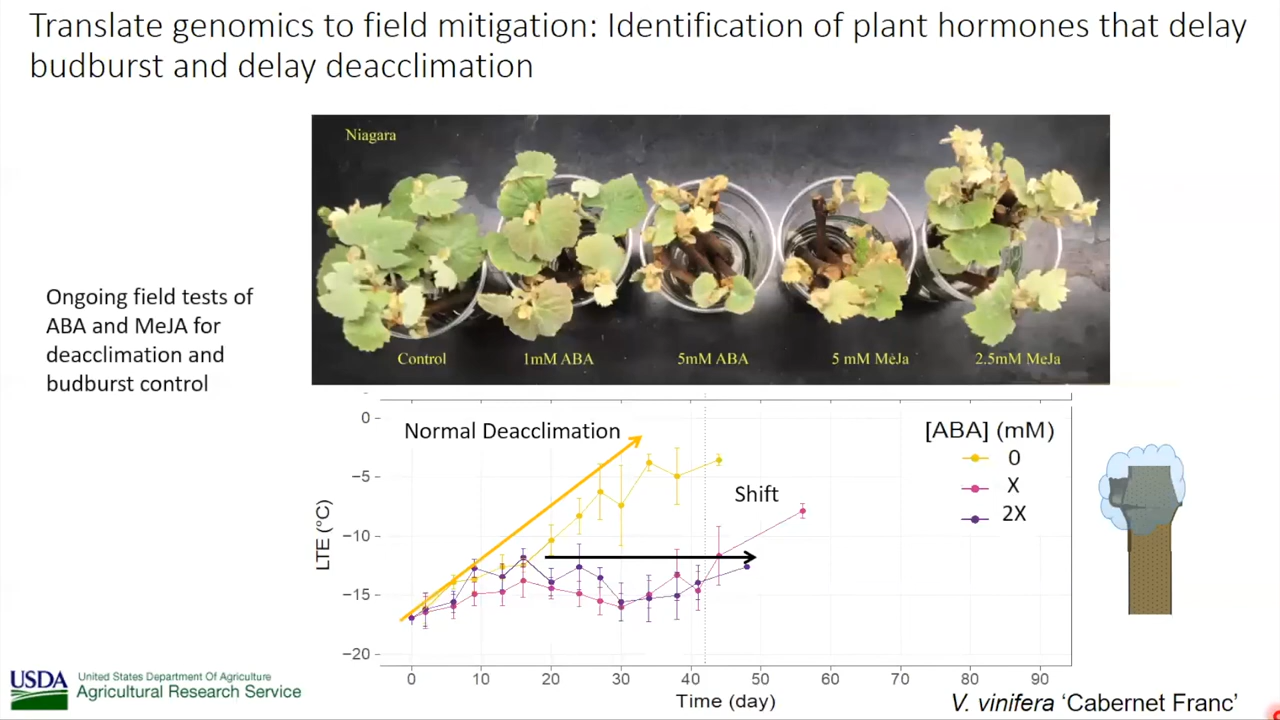 Translate genomics to field mitigation: Identification of plant hormones that delay
budburst and delay deacclimation
Niagara
Control
1mM ABA
5mM ABA
5 mM MeJa
2.5mM MeJa
Ongoing field tests of
ABA and MeJA for
deacclimation and
budburst control
Normal Deacclimation
Shift
[ABA] (mM)
0
X
2X
LTE (°C)
0
−5
−10
−15
−20
0 10 20 30 40 50 60 70 80 90
Time (day)
V. vinifera ‘Cabernet Franc’
USDA
United States Department Of Agriculture
Agricultural Research Service